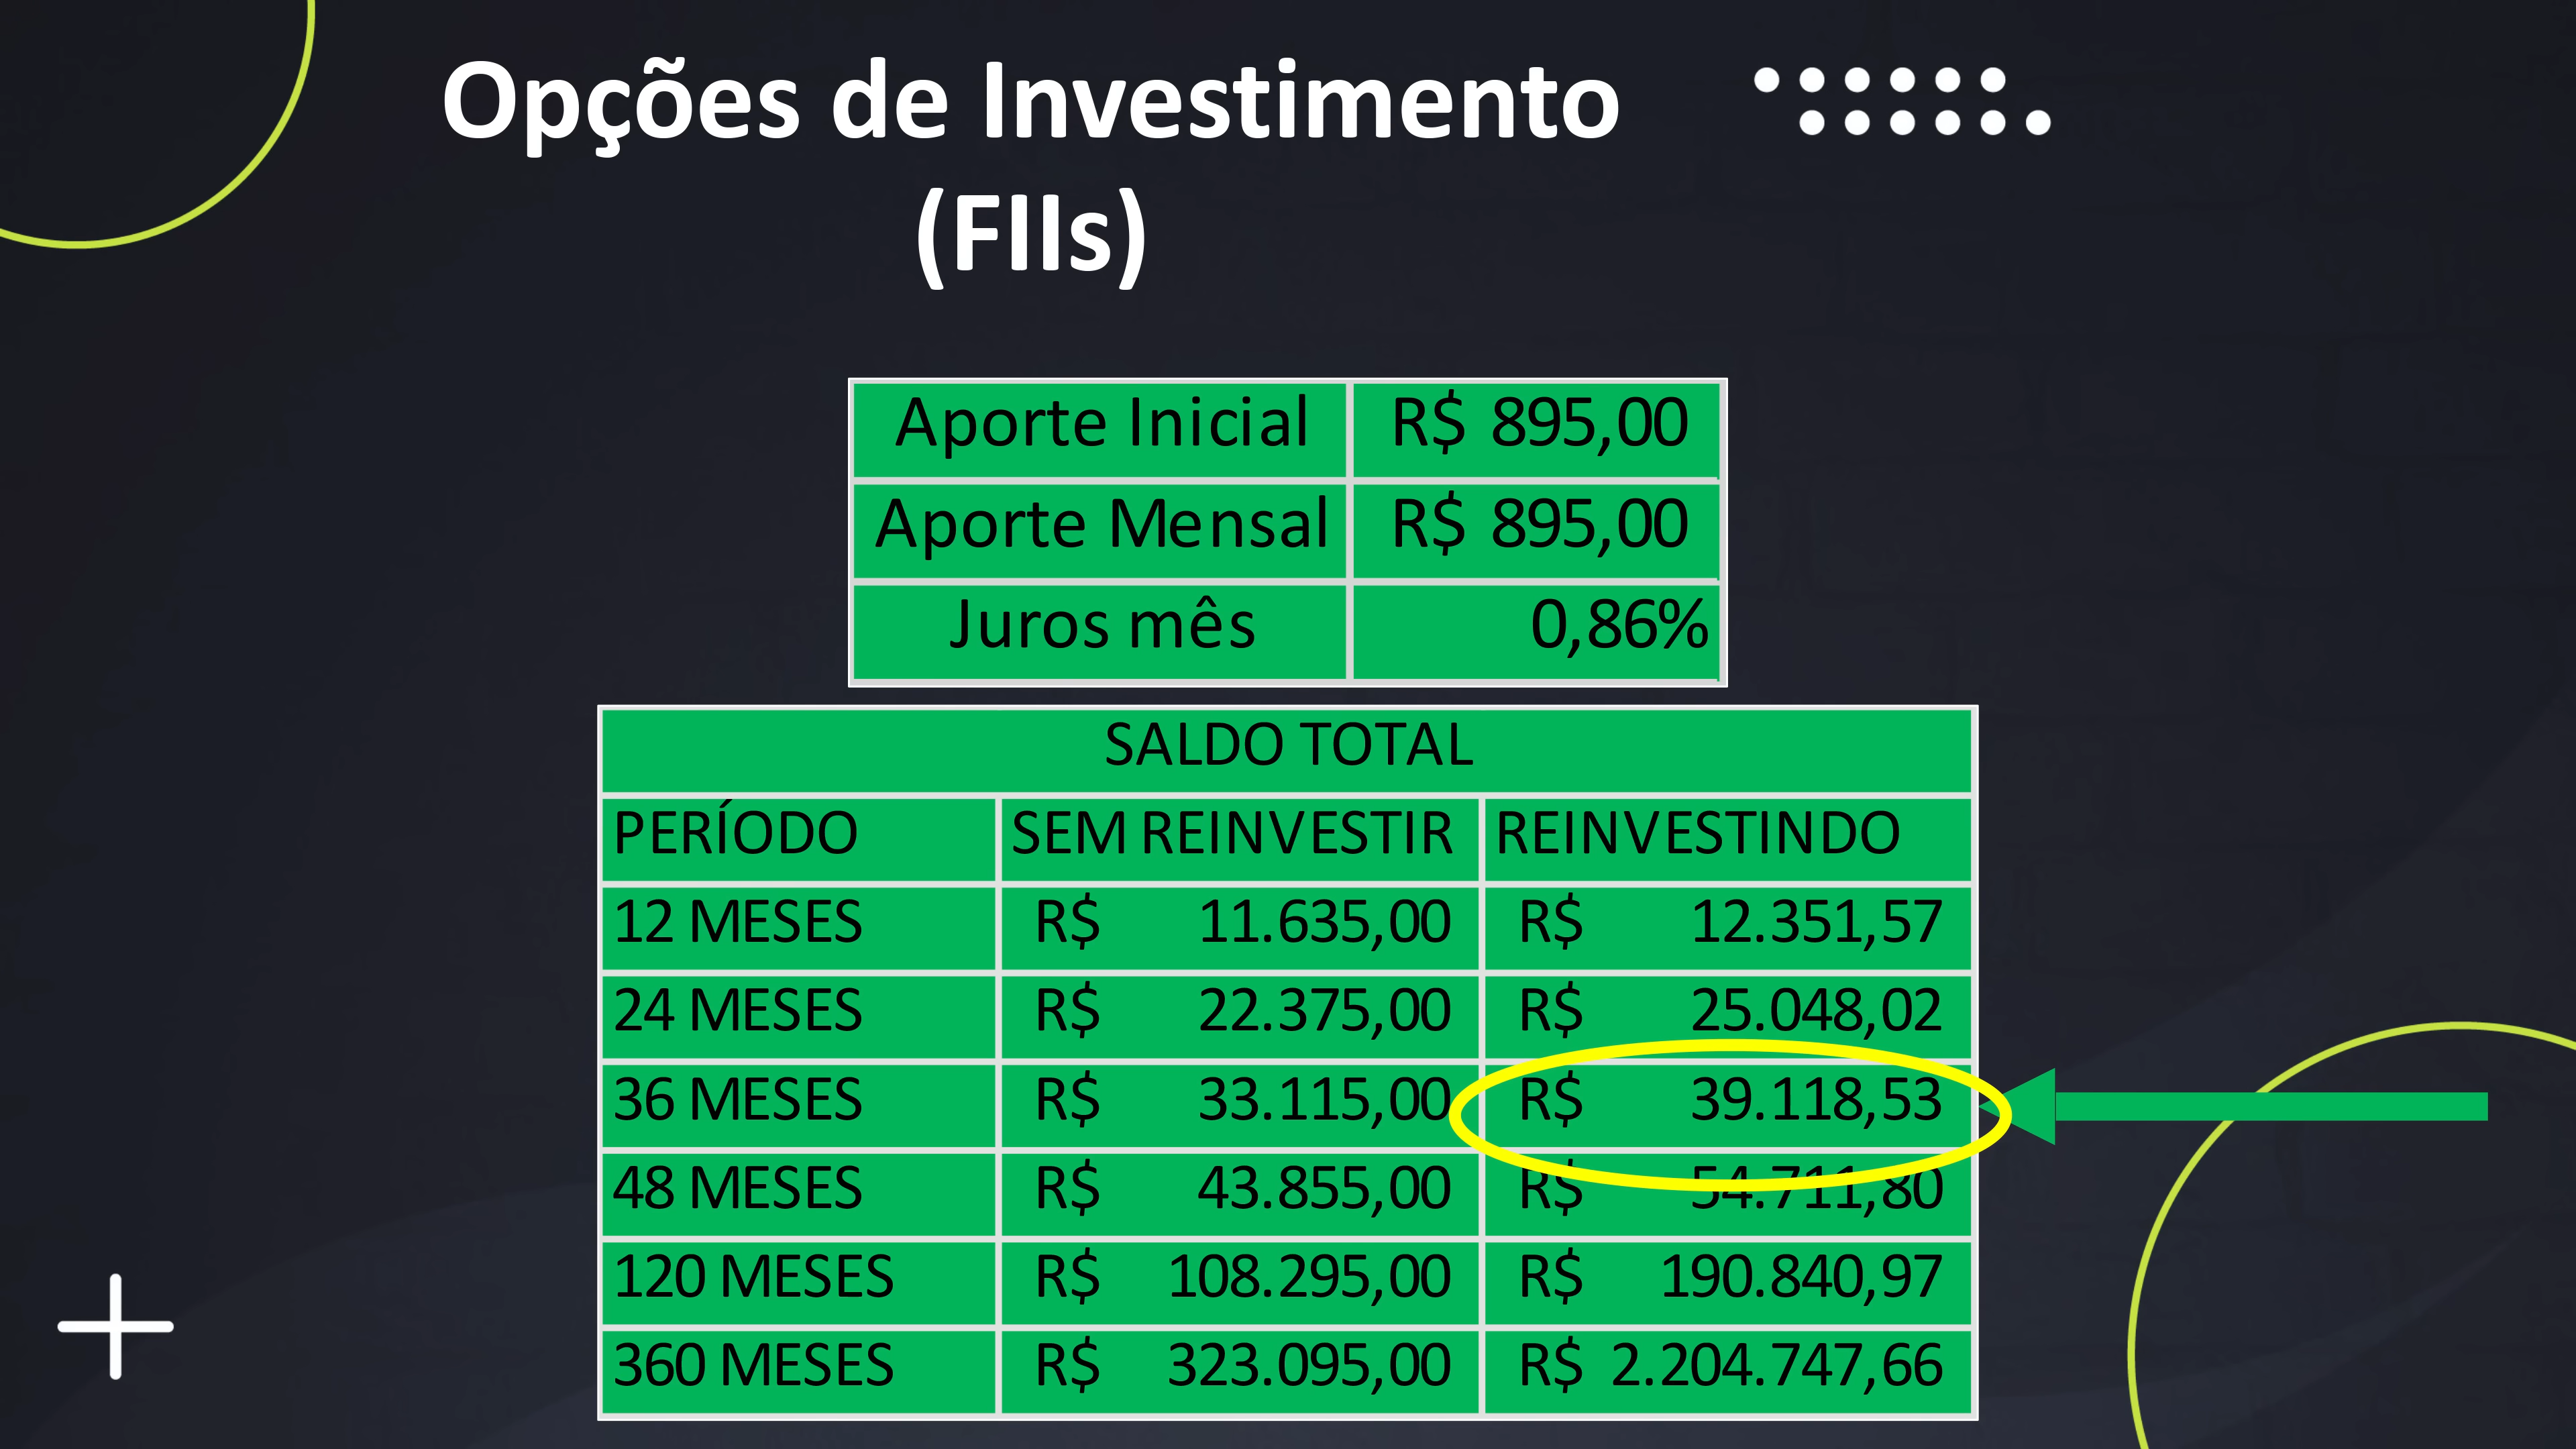 Opções de Investimento
(FIIs)
Aporte Inicial R$ 895,00
Aporte Mensal R$ 895,00
Juros mês 0,86%
SALDO TOTAL
PERÍODO SEM REINVESTIR REINVESTINDO
12 MESES R$ 11.635,00 R$ 12.351,57
24 MESES R$ 22.375,00 R$ 25.048,02
36 MESES R$ 33.115,00 R$ 39.118,53
48 MESES R$ 43.855,00 R$ 54.711,80
120 MESES R$ 108.295,00 R$ 190.840,97
360 MESES R$ 323.095,00 R$ 2.204.747,66